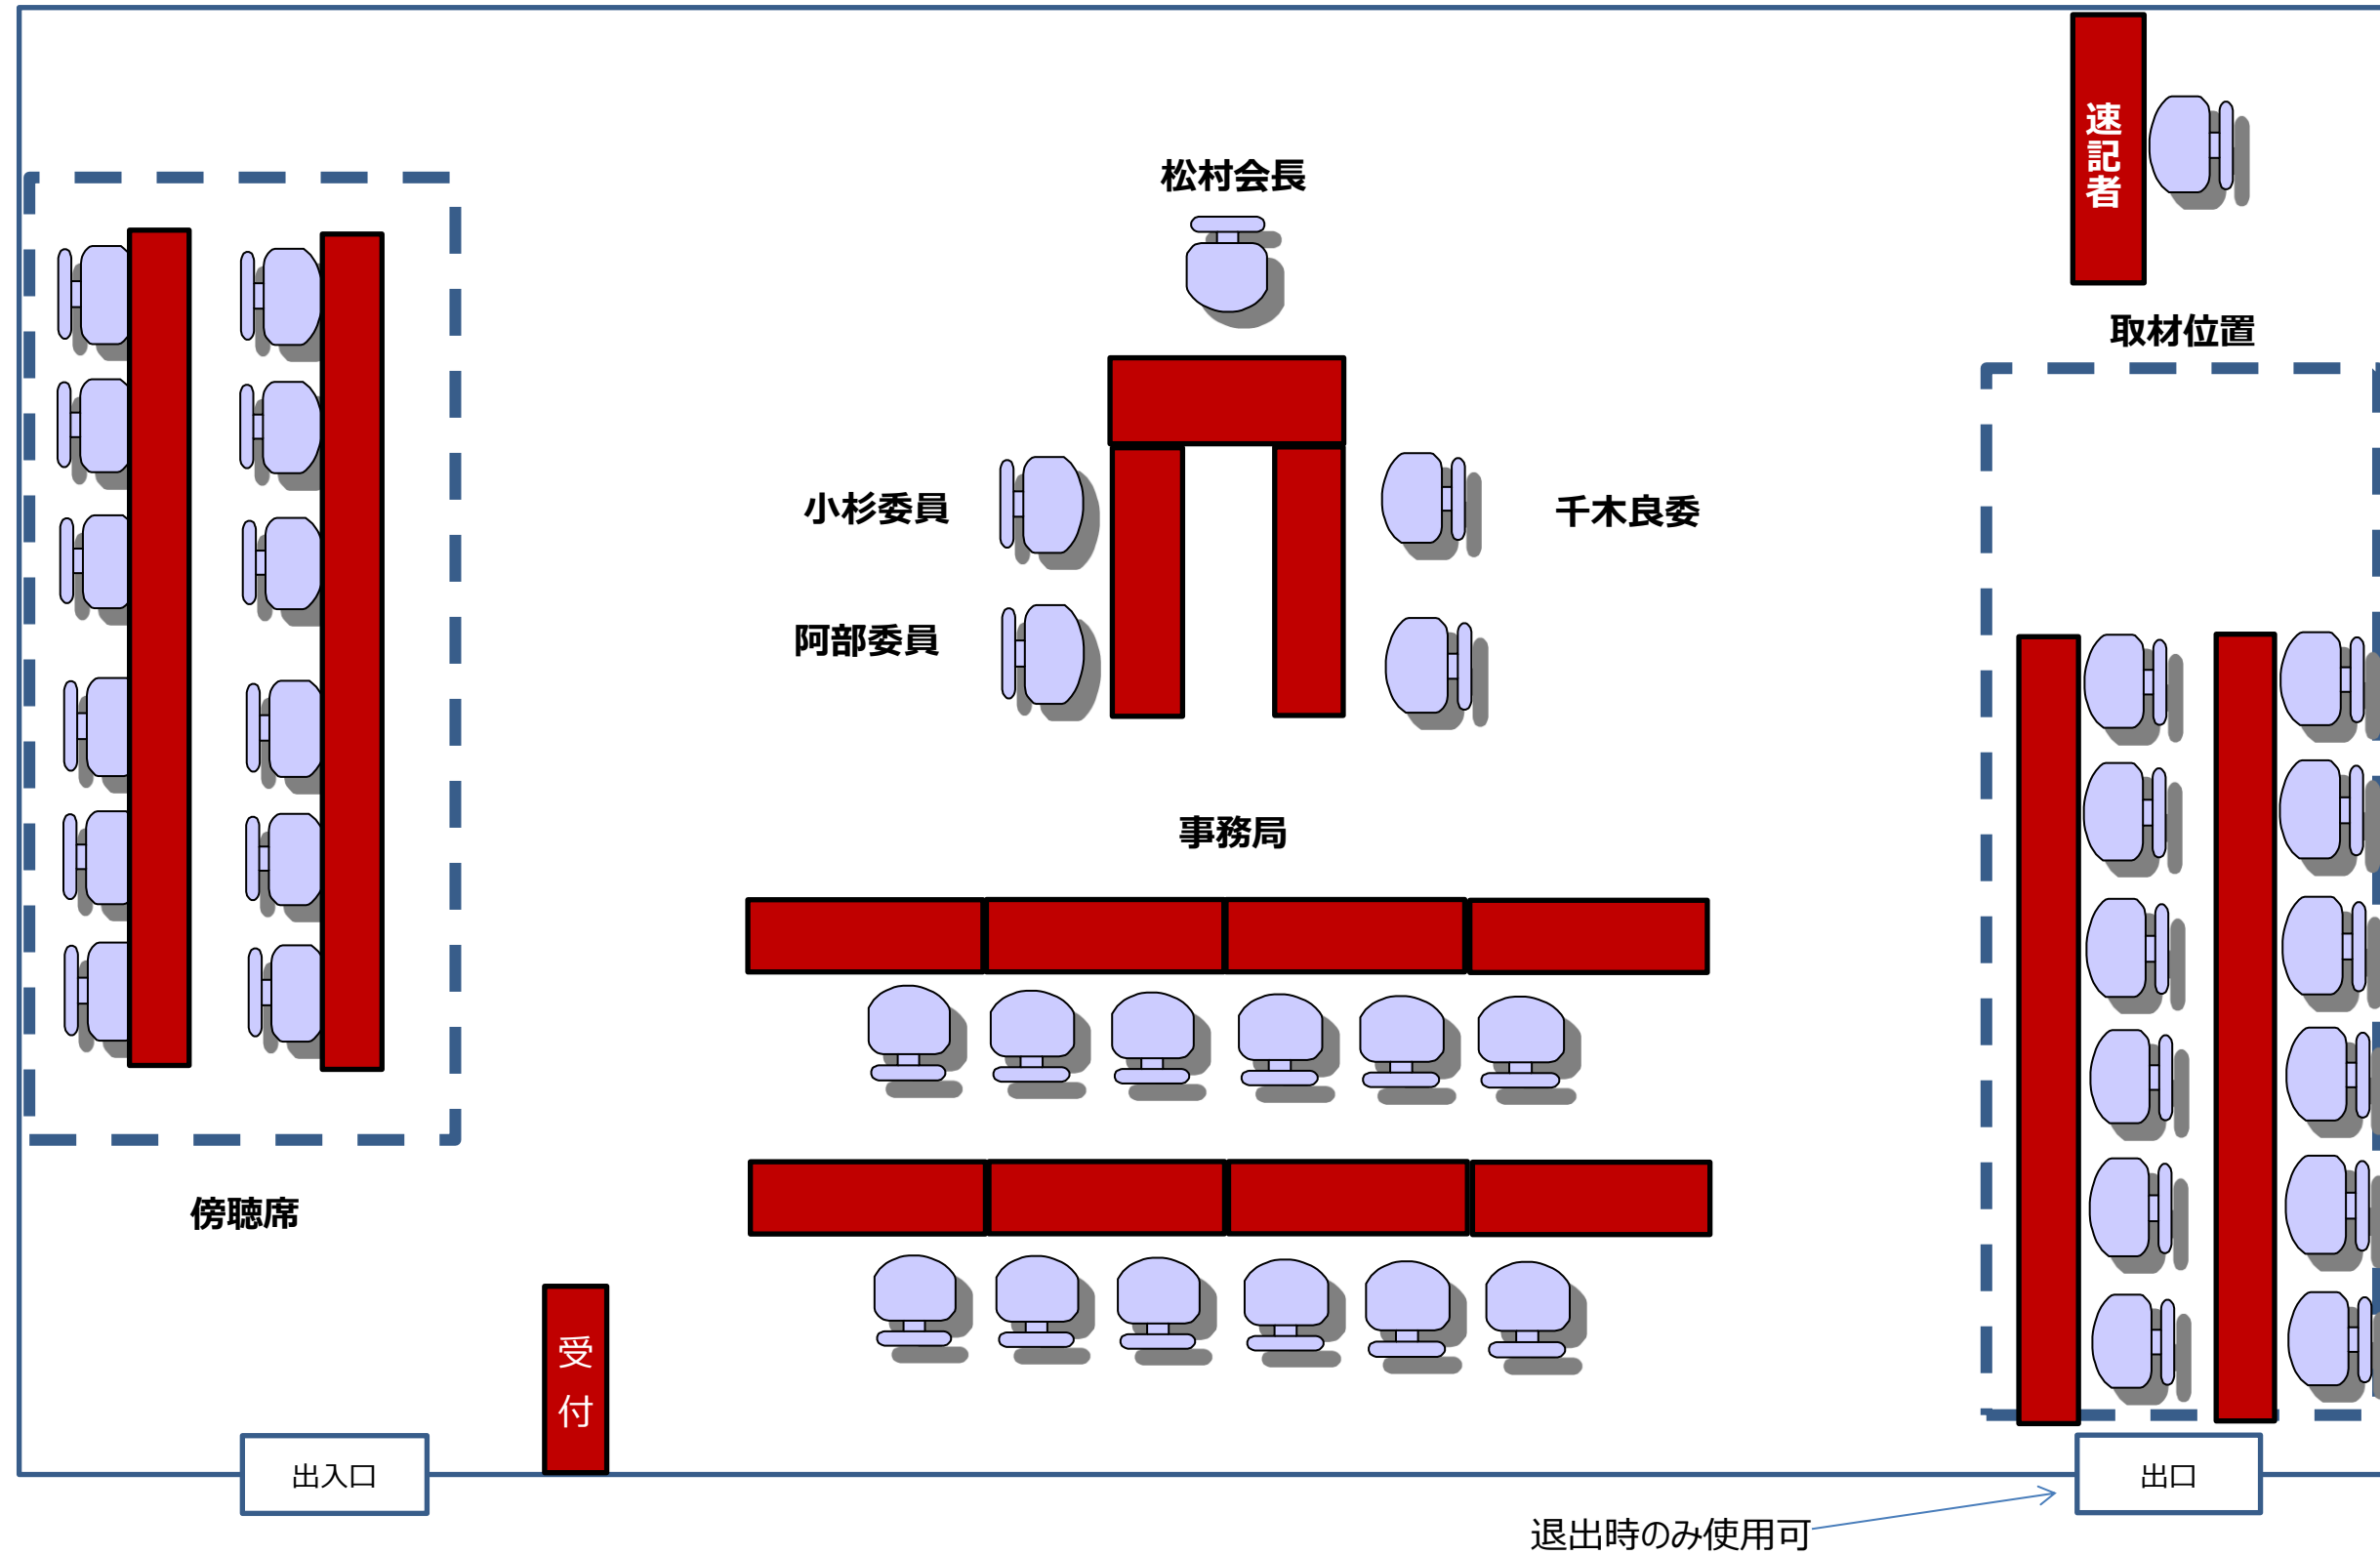 速記者
松村会長
取材位置
小杉委員
千木良委
阿部委員
事務局
傍聴席
受付
出入口
出口
退出時のみ使用可